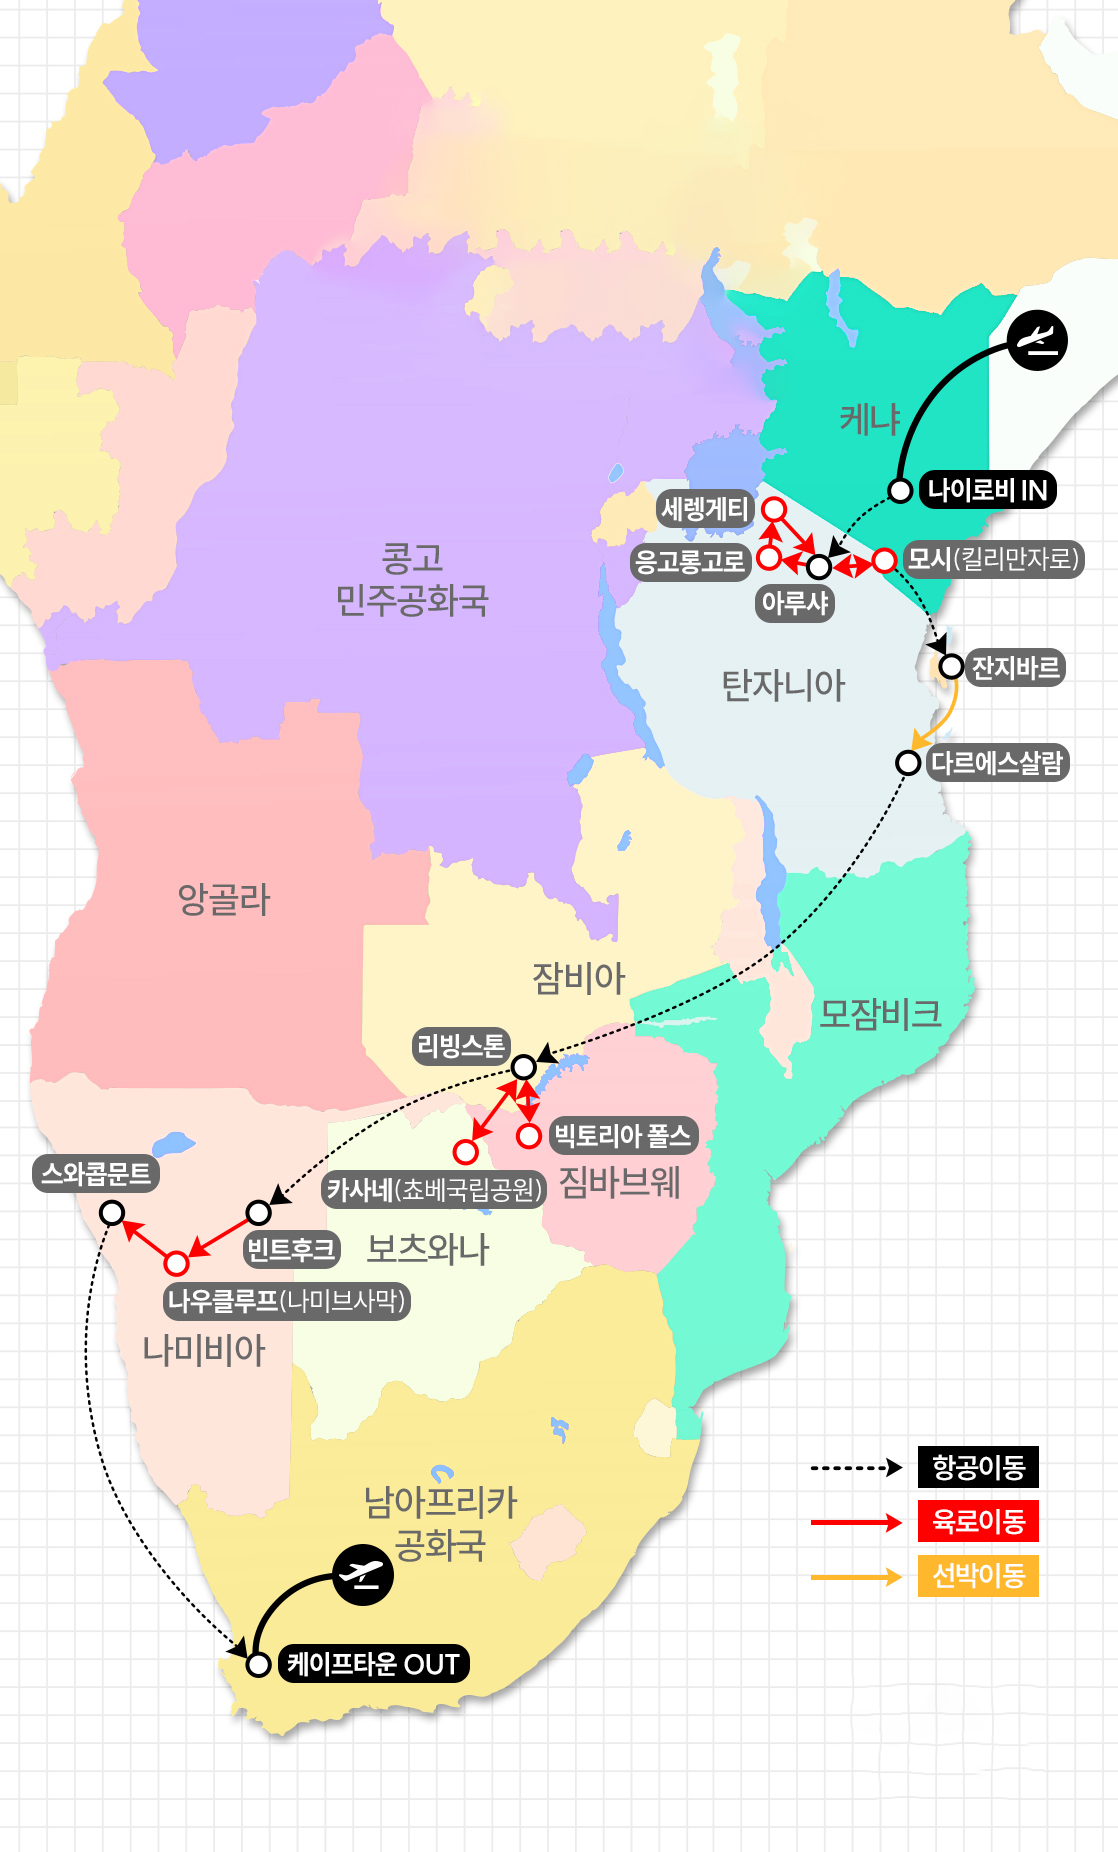 케냐
나이로비 IN
세렝게티
응고롱고로
모시(킬리만자로)
아루샤
콩고
민주공화국
잔지바르
탄자니아
다르에스살람
앙골라
잠비아
모잠비크
리빙스톤
빅토리아 폴스
스와콥문트
카사네(쵸베국립공원)
짐바브웨
빈트후크
보츠와나
나우클루프(나미브사막)
나미비아
남아프리카
공화국
케이프타운 OUT
항공이동
육로이동
선박이동